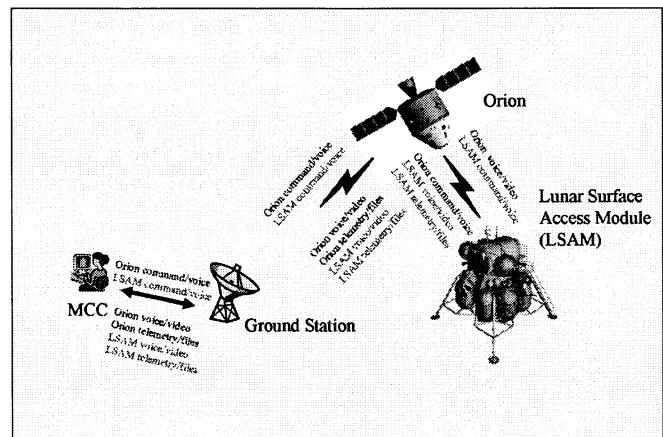 Orion
Orion command/voice
LSAM command/voice
Orion voice/video
LSAM command/voice
Orion command/voice
LSAM voice/video
LSAM telemetry/files
Orion voice/video
Orion telemetry/files
LSAM voice/video
LSAM telemetry/files
Lunar Surface
Access Module
(LSAM)
Orion command/voice
LSAM command/voice
MCC
Ground Station
Orion voice/video
Orion telemetry/files
LSAM voice/video
LSAM telemetry/files